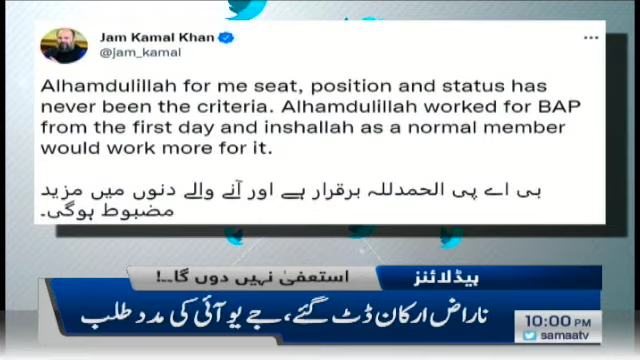 Jam Kamal Khan
@jam_kamal
Alhamdulillah for me seat, position and status has
never been the criteria. Alhamdulillah worked for BAP
from the first day and inshallah as a normal member
would work more for it.
بی اے پی الحمدللہ برقرار ہے اور آنے والے دنوں میں مزید
مضبوط ہوگی۔
ہیڈلائنز
استعفیٰ نہیں دوں گا..!
ناراض ارکان ڈٹ گئے، جے یو آئی کی مدد طلب
10:00 PM
samaatv